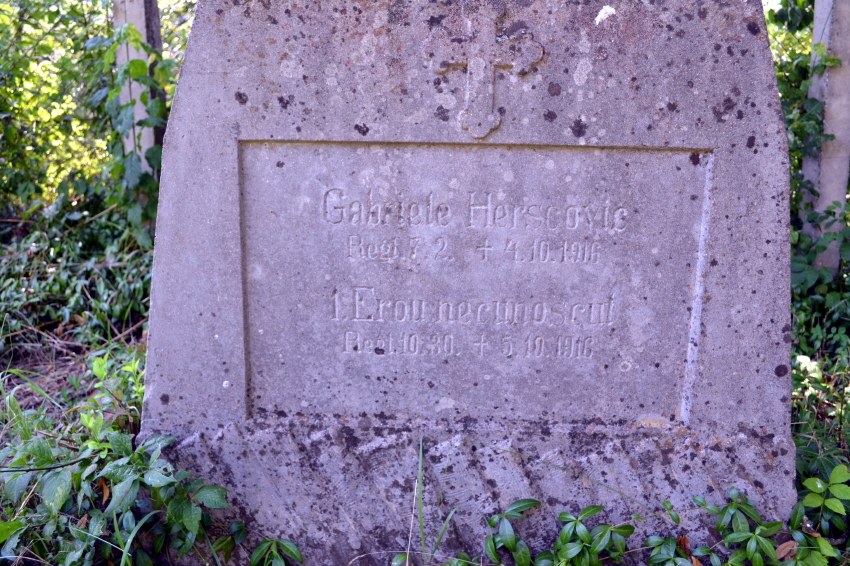 Gabriele Herscovic
Regt. 7. 2. + 4.10.1916
1 Erou necunoscut
Regt. 10. 30. + 5.10.1916